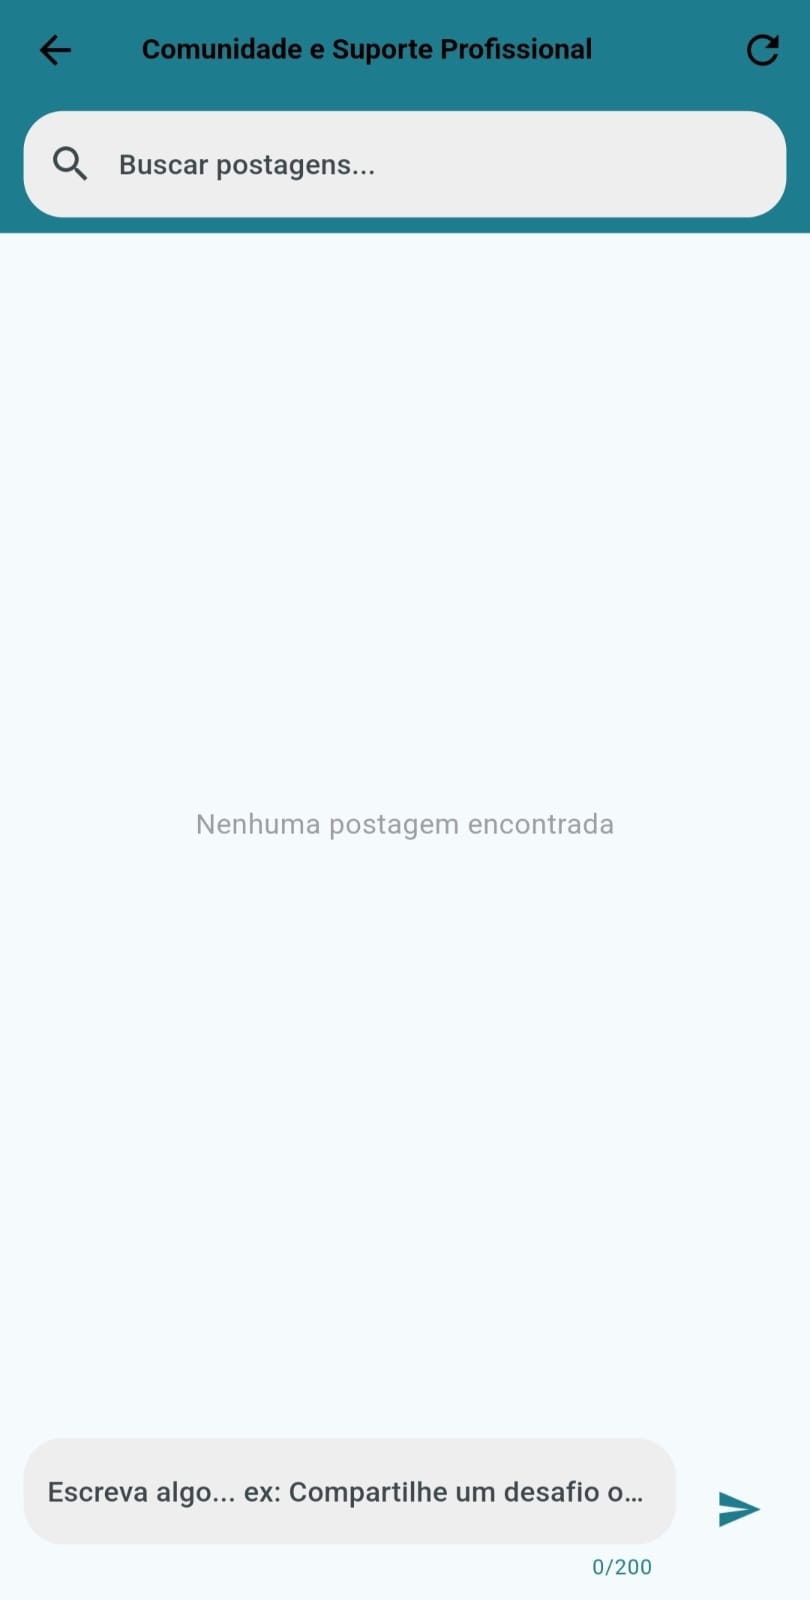 Comunidade e Suporte Profissional
Buscar postagens...
Nenhuma postagem encontrada
Escreva algo... ex: Compartilhe um desafio o...
0/200